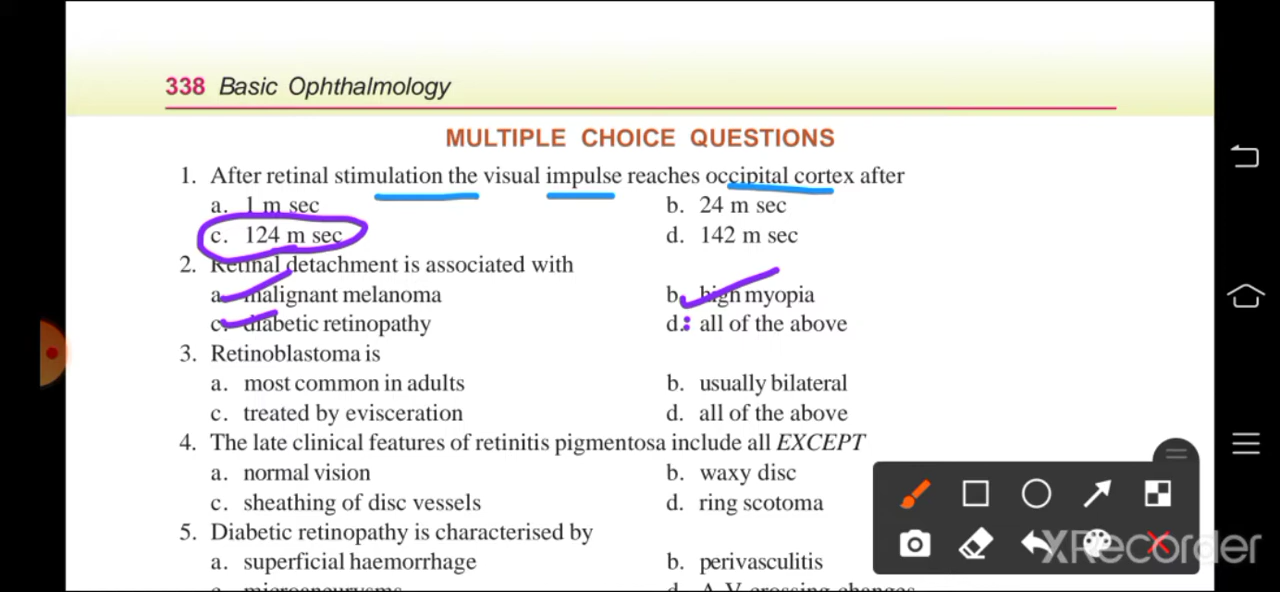 338 Basic Ophthalmology
MULTIPLE CHOICE QUESTIONS
1. After retinal stimulation the visual impulse reaches occipital cortex after
a. 1 m sec b. 24 m sec
c. 124 m sec d. 142 m sec
2. Retinal detachment is associated with
a. malignant melanoma b. high myopia
c. diabetic retinopathy d. all of the above
3. Retinoblastoma is
a. most common in adults b. usually bilateral
c. treated by evisceration d. all of the above
4. The late clinical features of retinitis pigmentosa include all EXCEPT
a. normal vision b. waxy disc
c. sheathing of disc vessels d. ring scotoma
5. Diabetic retinopathy is characterised by
a. superficial haemorrhage b. perivasculitis
c. microaneurysms d. A-V crossing changes
XRecorder